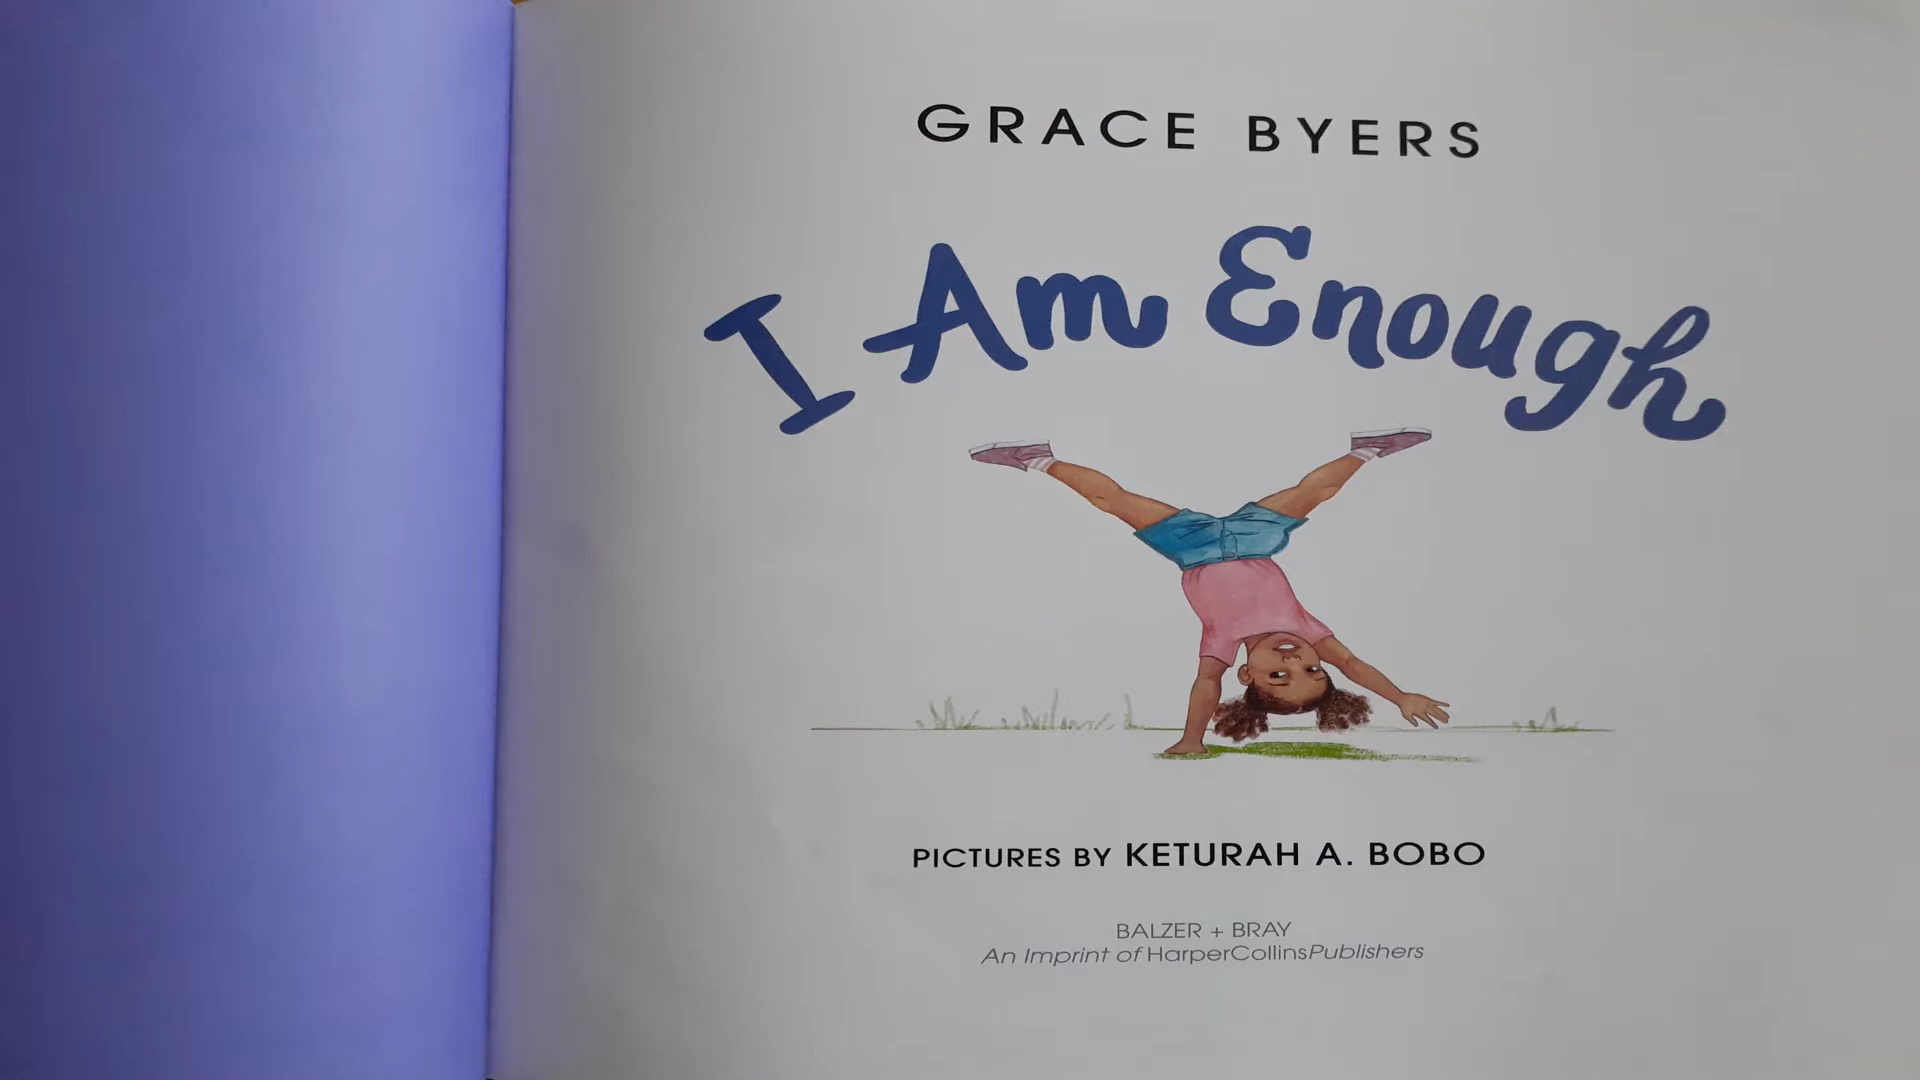 GRACE BYERS
I Am Enough
PICTURES BY KETURAH A. BOBO
BALZER + BRAY
An Imprint of HarperCollinsPublishers